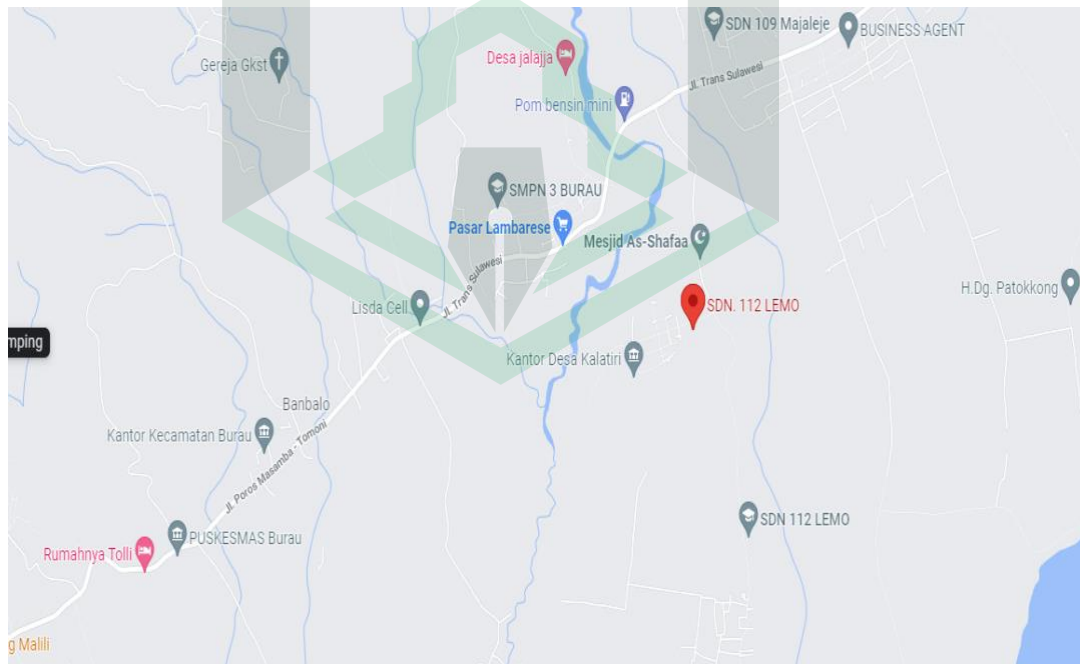 SDN 109 Majaleje
BUSINESS AGENT
Desa jalajja
Gereja Gkst
Jl. Trans Sulawesi
Pom bensin mini
SMPN 3 BURAU
Pasar Lambarese
Mesjid As-Shafaa
Jl. Trans Sulawesi
H.Dg. Patokkong
Lisda Cell
SDN. 112 LEMO
mping
Kantor Desa Kalatiri
Banbalo
Kantor Kecamatan Burau
Jl. Poros Masamba - Tomoni
SDN 112 LEMO
PUSKESMAS Burau
Rumahnya Tolli
g Malili